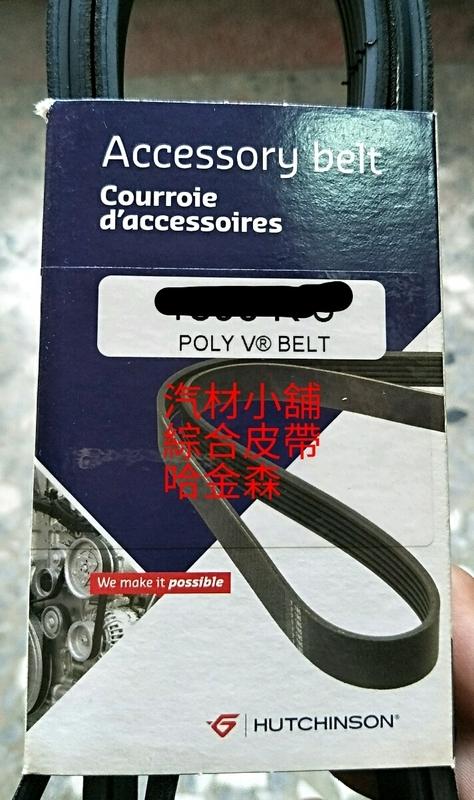 Accessory belt
Courroie
d'accessoires
POLY V® BELT
汽材小舖
綜合皮帶
哈金森
We make it possible
HUTCHINSON®